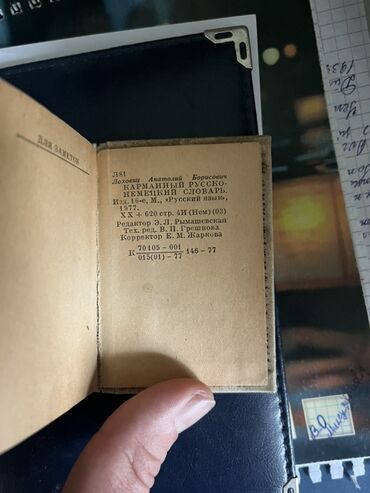 ДЛЯ ЗАМЕТОК
Л81
Лоховиц Анатолий Борисович
КАРМАННЫЙ РУССКО-
НЕМЕЦКИЙ СЛОВАРЬ.
Изд. 16-е, М., «Русский язык»,
1977.
XX + 620 стр. 4И (Нем) (03)
Редактор Э. Л. Рымашевская
Тех. ред. В. П. Грешнова
Корректор Е. М. Жаркова
К 70105–001
015(01)–77 146–77